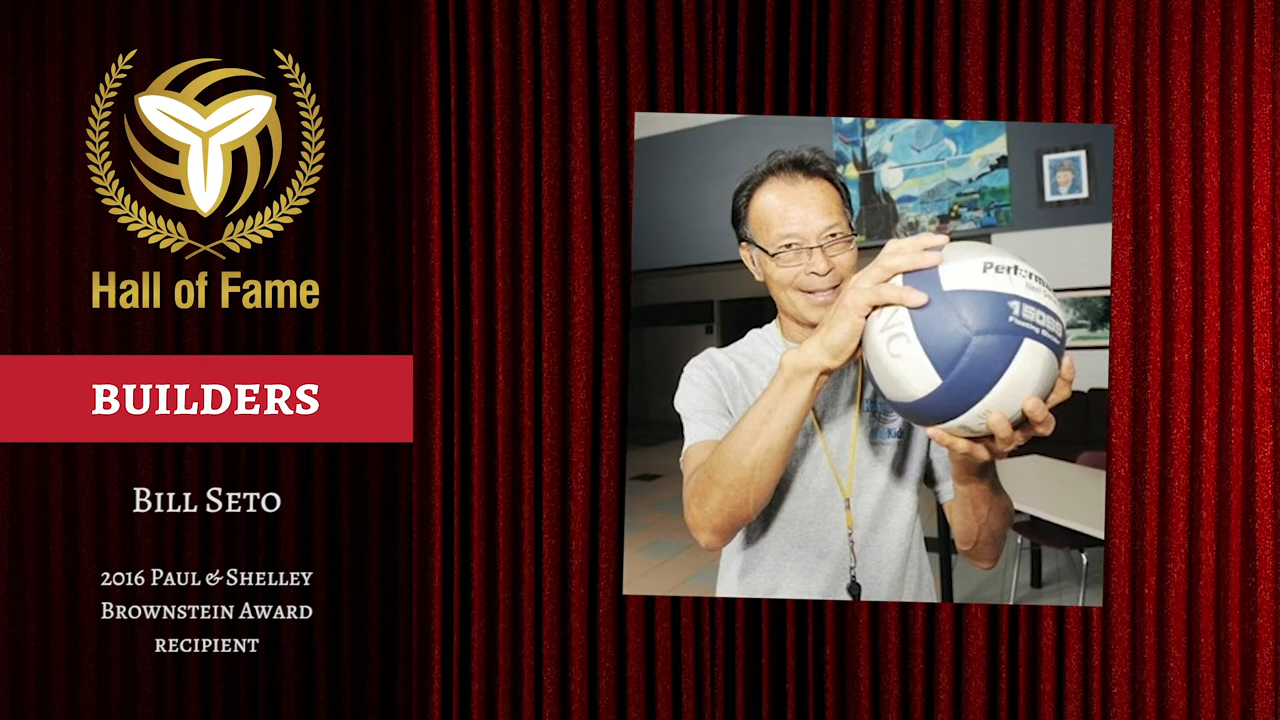 Hall of Fame
BUILDERS
Bill Seto
2016 Paul & Shelley
Brownstein Award
recipient